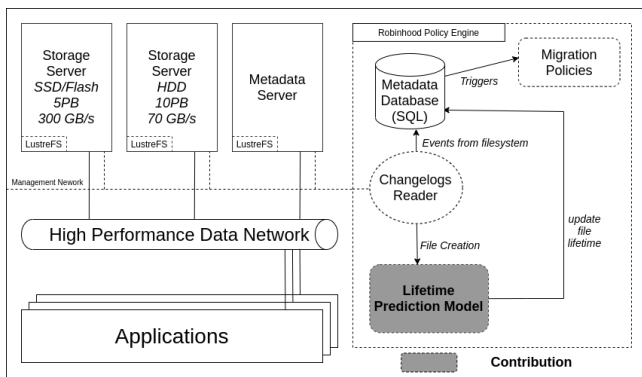 Storage
Server
SSD/Flash
5PB
300 GB/s
LustreFS
Storage
Server
HDD
10PB
70 GB/s
LustreFS
Metadata
Server
LustreFS
Management Nework
High Performance Data Network
Applications
Robinhood Policy Engine
Metadata
Database
(SQL)
Triggers
Migration
Policies
Events from filesystem
Changelogs
Reader
File Creation
update
file
lifetime
Lifetime
Prediction Model
Contribution